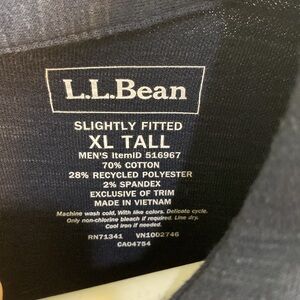 L.L.Bean
SLIGHTLY FITTED
XL TALL
MEN'S ItemID 516967
70% COTTON
28% RECYCLED POLYESTER
2% SPANDEX
EXCLUSIVE OF TRIM
MADE IN VIETNAM
Machine wash cold, With like colors. Delicate cycle.
Only non-chlorine bleach if required. Line dry.
Cool iron if needed.
RN71341 VN1002746
CA04754